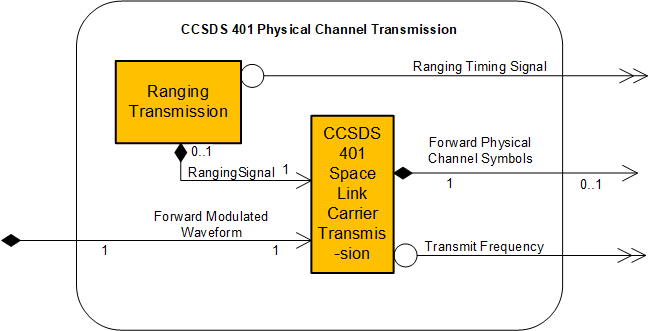 CCSDS 401 Physical Channel Transmission
Ranging Timing Signal
Ranging
Transmission
0..1
RangingSignal
1
CCSDS
401
Space
Link
Carrier
Transmis
-sion
Forward Physical
Channel Symbols
1
0..1
Forward Modulated
Waveform
1
1
Transmit Frequency